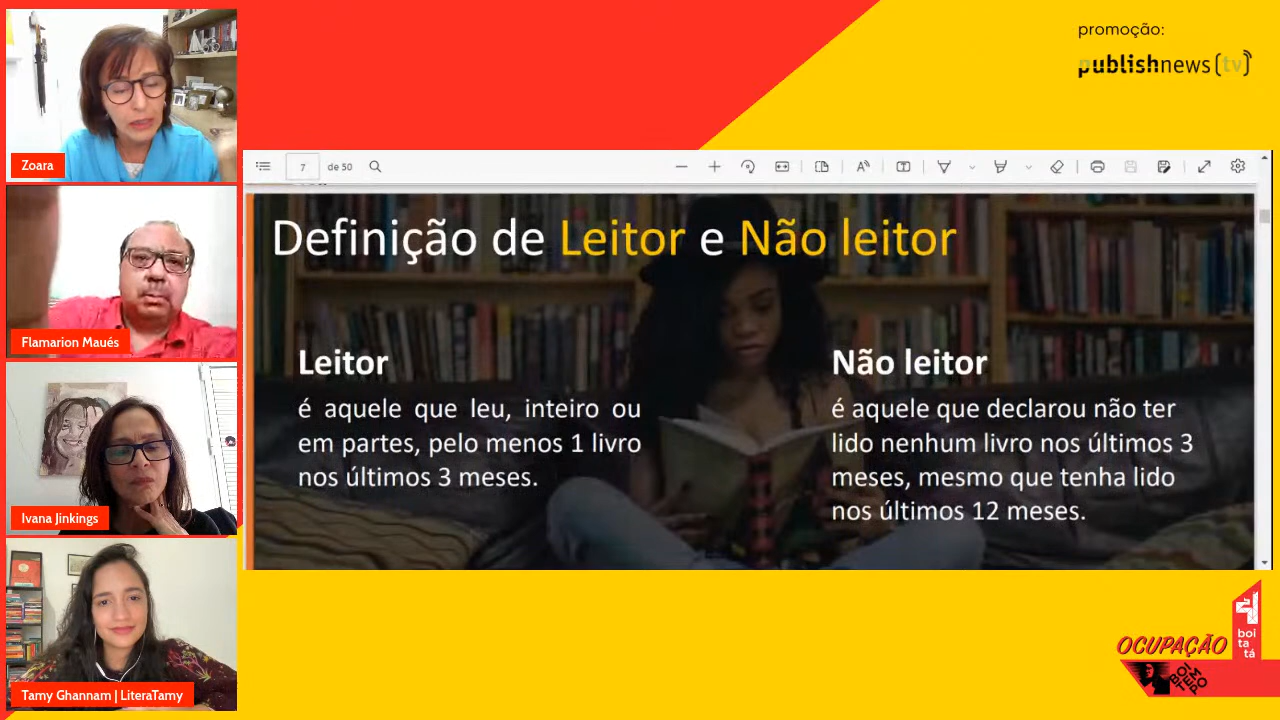 promoção:
publishnews (tv)
Zoara
7 de 50
Definição de Leitor e Não leitor
Flamarion Maués
Leitor
é aquele que leu, inteiro ou
em partes, pelo menos 1 livro
nos últimos 3 meses.
Não leitor
é aquele que declarou não ter
lido nenhum livro nos últimos 3
meses, mesmo que tenha lido
nos últimos 12 meses.
Ivana Jinkings
Tamy Ghannam | LiteraTamy
OCUPAÇÃO
boi
ta
tá
BOI
TEM
PO